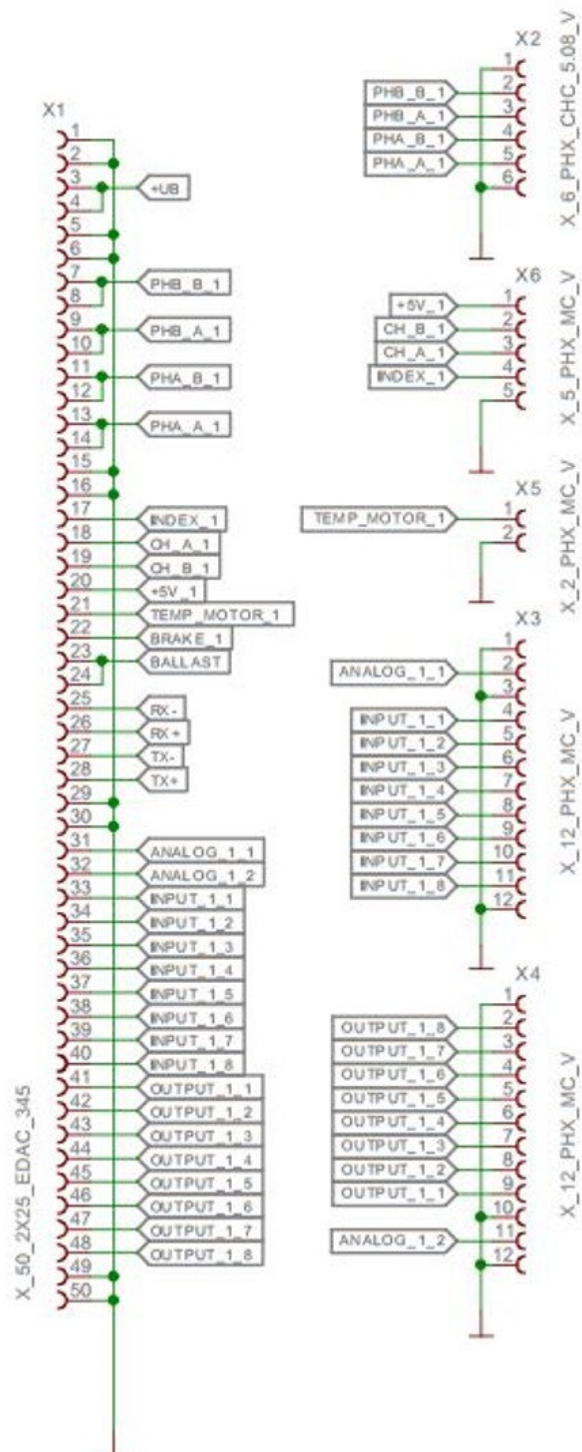 X1
1
2
3
+UB
4
5
6
7
PHB_B_1
8
9
PHB_A_1
10
11
PHA_B_1
12
13
PHA_A_1
14
15
16
17 INDEX_1
18 CH_A_1
19 CH_B_1
20 +5V_1
21 TEMP_MOTOR_1
22 BRAKE_1
23 BALLAST
24
25 RX-
26 RX+
27 TX-
28 TX+
29
30
31 ANALOG_1_1
32 ANALOG_1_2
33 INPUT_1_1
34 INPUT_1_2
35 INPUT_1_3
36 INPUT_1_4
37 INPUT_1_5
38 INPUT_1_6
39 INPUT_1_7
40 INPUT_1_8
41 OUTPUT_1_1
42 OUTPUT_1_2
43 OUTPUT_1_3
44 OUTPUT_1_4
45 OUTPUT_1_5
46 OUTPUT_1_6
47 OUTPUT_1_7
48 OUTPUT_1_8
49
50
X_50_2X25_EDAC_345
X2
1
PHB_B_1 2
PHB_A_1 3
PHA_B_1 4
PHA_A_1 5
6
X_6_PHX_CHC_5.08_V
X6
+5V_1 1
CH_B_1 2
CH_A_1 3
INDEX_1 4
5
X_5_PHX_MC_V
X5
TEMP_MOTOR_1 1
2
X_2_PHX_MC_V
X3
1
ANALOG_1_1 2
3
INPUT_1_1 4
INPUT_1_2 5
INPUT_1_3 6
INPUT_1_4 7
INPUT_1_5 8
INPUT_1_6 9
INPUT_1_7 10
INPUT_1_8 11
12
X_12_PHX_MC_V
X4
1
OUTPUT_1_8 2
OUTPUT_1_7 3
OUTPUT_1_6 4
OUTPUT_1_5 5
OUTPUT_1_4 6
OUTPUT_1_3 7
OUTPUT_1_2 8
OUTPUT_1_1 9
10
ANALOG_1_2 11
12
X_12_PHX_MC_V